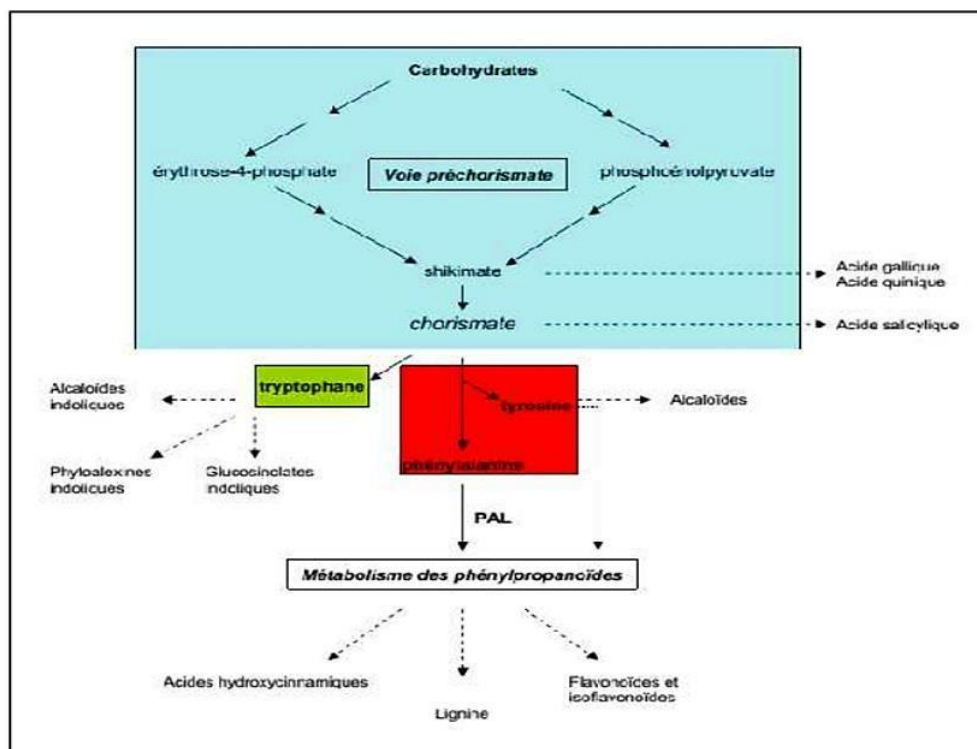 Carbohydrates
érythrose-4-phosphate
Voie préchorismate
phosphoénolpyruvate
shikimate
Acide gallique
Acide quinique
chorismate
Acide salicylique
tryptophane
Alcaloïdes
indoliques
tyrosine
Alcaloïdes
Phytoalexines
indoliques
Glucosinolates
indoliques
phénylalanine
PAL
Métabolisme des phénylpropanoïdes
Acides hydroxycinnamiques
Lignine
Flavonoïdes et
isoflavonoïdes